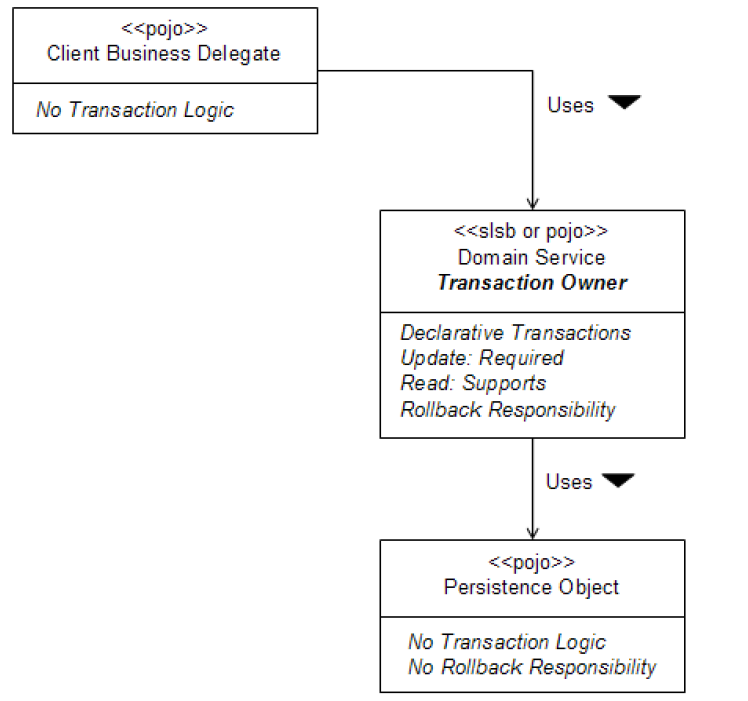 <<pojo>>
Client Business Delegate
No Transaction Logic
Uses
<<slsb or pojo>>
Domain Service
Transaction Owner
Declarative Transactions
Update: Required
Read: Supports
Rollback Responsibility
Uses
<<pojo>>
Persistence Object
No Transaction Logic
No Rollback Responsibility